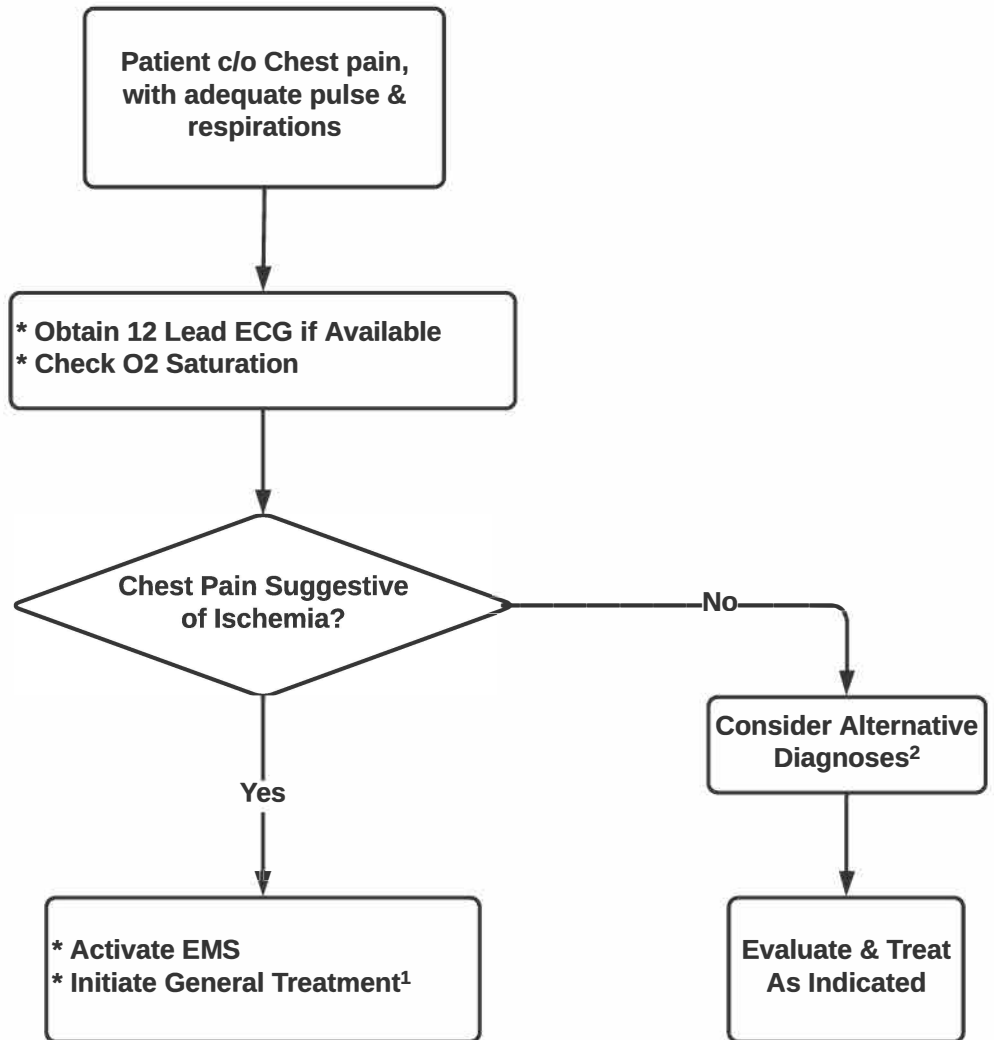 Patient c/o Chest pain,
with adequate pulse &
respirations
* Obtain 12 Lead ECG if Available
* Check O2 Saturation
Chest Pain Suggestive
of Ischemia?
No
Consider Alternative
Diagnoses²
Yes
* Activate EMS
* Initiate General Treatment¹
Evaluate & Treat
As Indicated